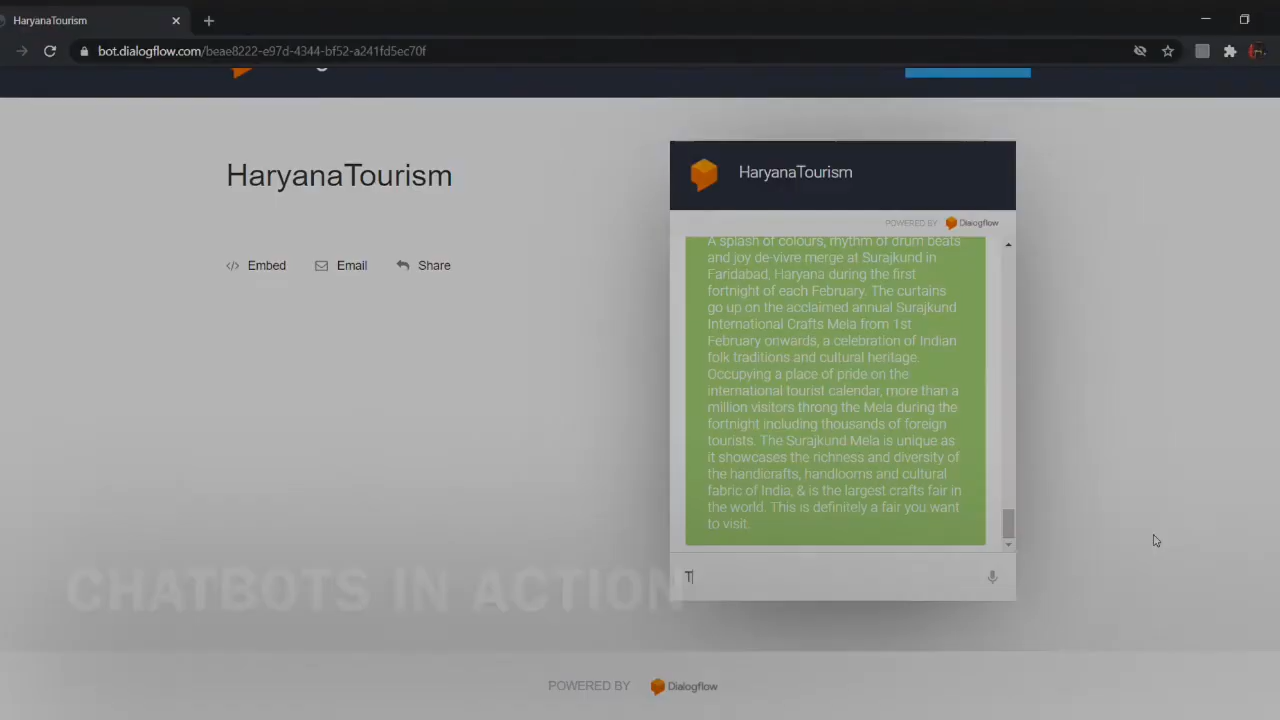 HaryanaTourism
bot.dialogflow.com/beae8222-e97d-4344-bf52-a241fd5ec70f
HaryanaTourism
Embed
Email
Share
HaryanaTourism
POWERED BY Dialogflow
A splash of colours, rhythm of drum beats
and joy de-vivre merge at Surajkund in
Faridabad, Haryana during the first
fortnight of each February. The curtains
go up on the acclaimed annual Surajkund
International Crafts Mela from 1st
February onwards, a celebration of Indian
folk traditions and cultural heritage.
Occupying a place of pride on the
international tourist calendar, more than a
million visitors throng the Mela during the
fortnight including thousands of foreign
tourists. The Surajkund Mela is unique as
it showcases the richness and diversity of
the handicrafts, handlooms and cultural
fabric of India, & is the largest crafts fair in
the world. This is definitely a fair you want
to visit.
T
CHATBOTS IN ACTION
POWERED BY Dialogflow